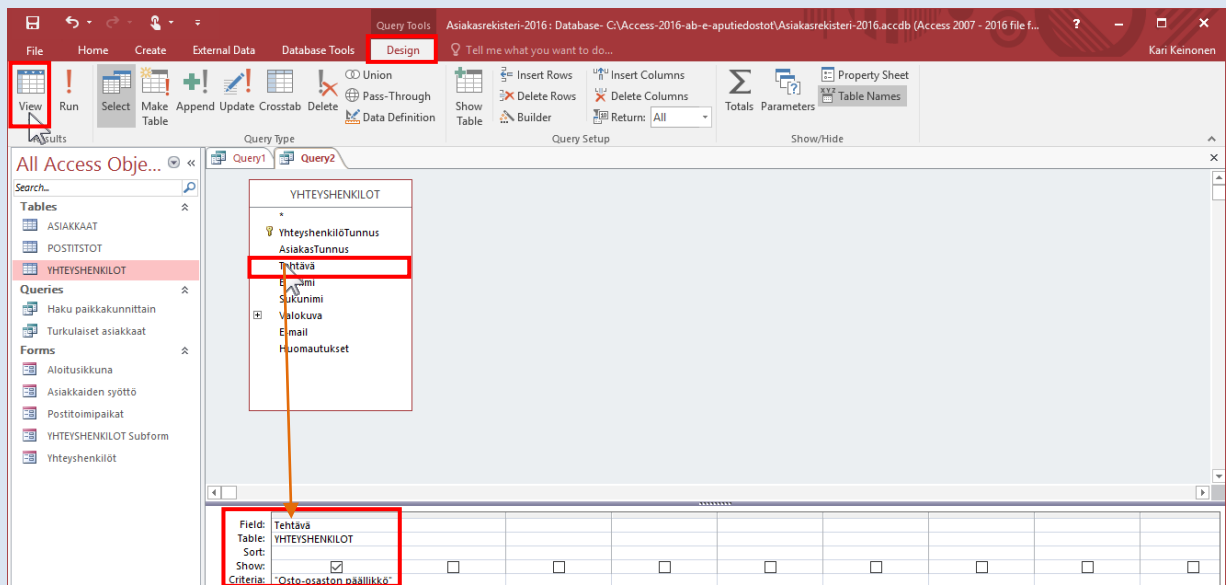 Query Tools Asiakasrekisteri-2016 : Database- C:\Access-2016-ab-e-aputiedostot\Asiakasrekisteri-2016.accdb (Access 2007 - 2016 file f... ?
File Home Create External Data Database Tools Design Tell me what you want to do... Kari Keinonen
View Run Select Make Table Append Update Crosstab Delete
Union
Pass-Through
Data Definition
Show Table
Insert Rows
Delete Rows
Builder
Insert Columns
Delete Columns
Return: All
Totals Parameters
Property Sheet
Table Names
Results Query Type Query Setup Show/Hide
All Access Obje... «
Search...
Tables
ASIAKKAAT
POSTITSTOT
YHTEYSHENKILOT
Queries
Haku paikkakunnittain
Turkulaiset asiakkaat
Forms
Aloitusikkuna
Asiakkaiden syöttö
Postitoimipaikat
YHTEYSHENKILOT Subform
Yhteyshenkilöt
Query1 Query2
YHTEYSHENKILOT
*
YhteyshenkilöTunnus
AsiakasTunnus
Tehtävä
Sukunimi
Valokuva
E-mail
Huomautukset
Field: Tehtävä
Table: YHTEYSHENKILOT
Sort:
Show:
Criteria: "Osto-osaston päällikkö"